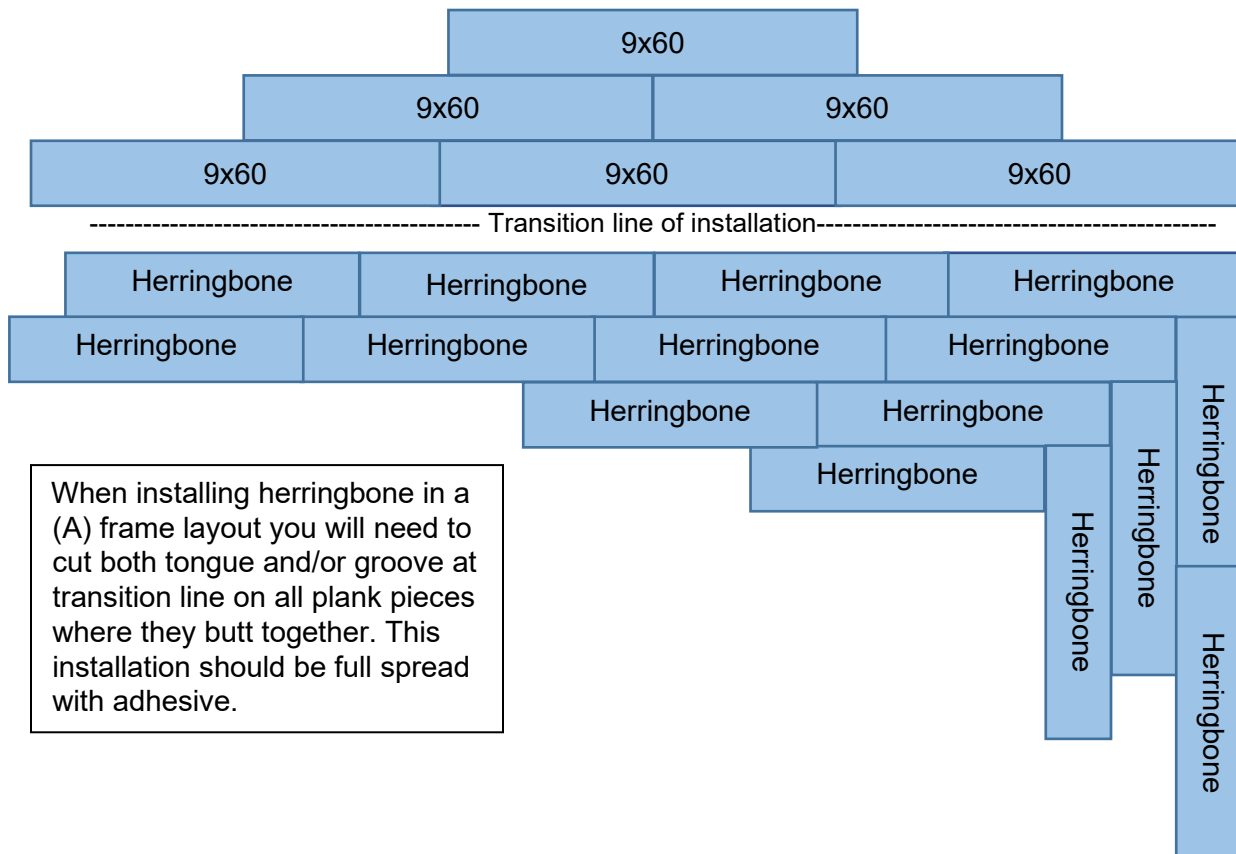 9x60
9x60 9x60
9x60 9x60 9x60
------------------------------------------- Transition line of installation--------------------------------------------
Herringbone Herringbone Herringbone Herringbone
Herringbone Herringbone Herringbone Herringbone
Herringbone Herringbone
Herringbone
Herringbone
Herringbone
Herringbone
Herringbone
When installing herringbone in a
(A) frame layout you will need to
cut both tongue and/or groove at
transition line on all plank pieces
where they butt together. This
installation should be full spread
with adhesive.